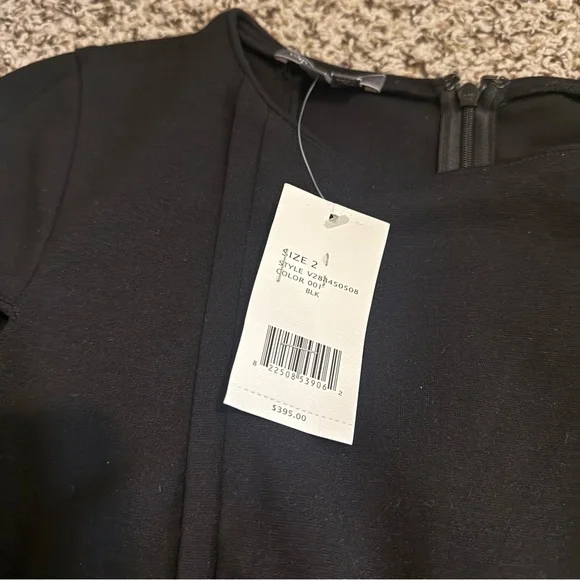 SIZE 2
STYLE V288450508
COLOR 001
BLK
8 22508 53906 2
$395.00